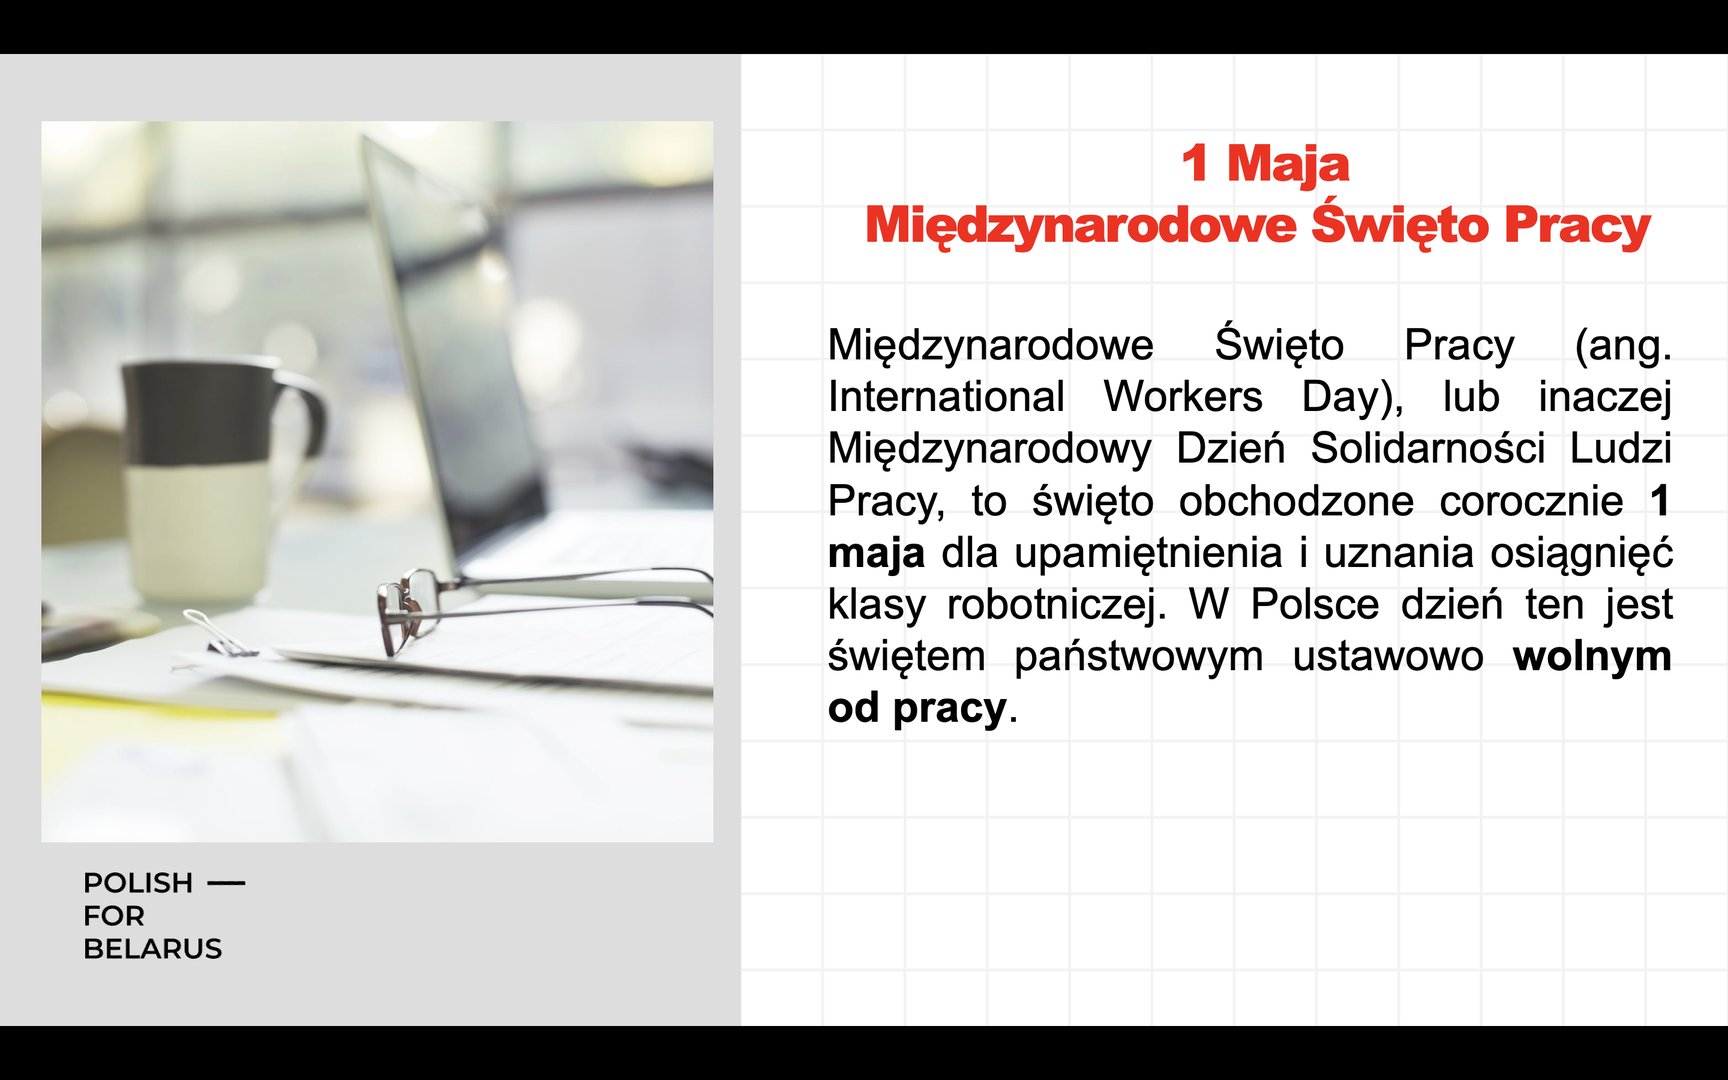 1 Maja
Międzynarodowe Święto Pracy
Międzynarodowe Święto Pracy (ang.
International Workers Day), lub inaczej
Międzynarodowy Dzień Solidarności Ludzi
Pracy, to święto obchodzone corocznie 1
maja dla upamiętnienia i uznania osiągnięć
klasy robotniczej. W Polsce dzień ten jest
świętem państwowym ustawowo wolnym
od pracy.
POLISH —
FOR
BELARUS